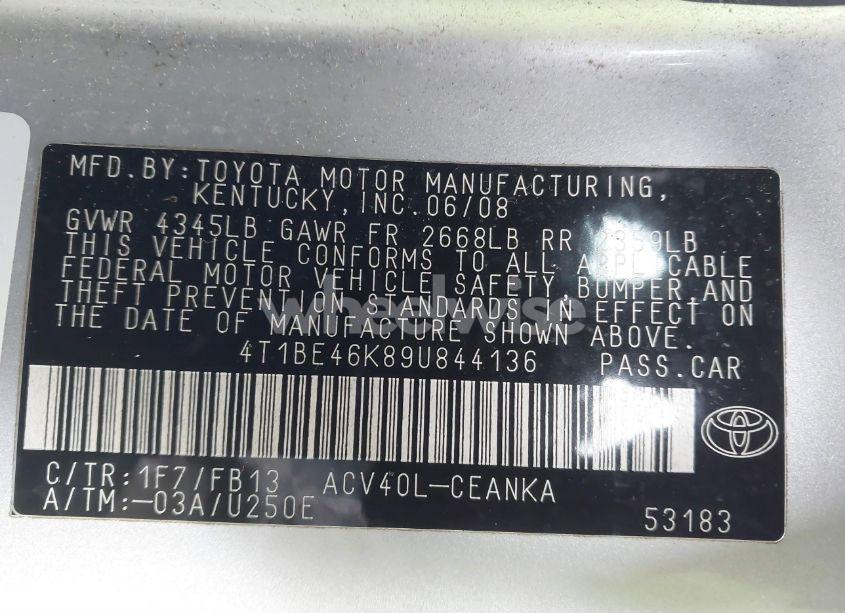 MFD. BY: TOYOTA MOTOR MANUFACTURING,
KENTUCKY, INC. 06/08
GVWR 4345LB GAWR FR 2668LB RR 2359LB
THIS VEHICLE CONFORMS TO ALL APPLICABLE
FEDERAL MOTOR VEHICLE SAFETY, BUMPER, AND
THEFT PREVENTION STANDARDS IN EFFECT ON
THE DATE OF MANUFACTURE SHOWN ABOVE.
4T1BE46K89U844136 PASS. CAR
C/TR: 1F7/FB13 ACV40L-CEANKA
A/TM: -03A/U250E
53183
wheelwise